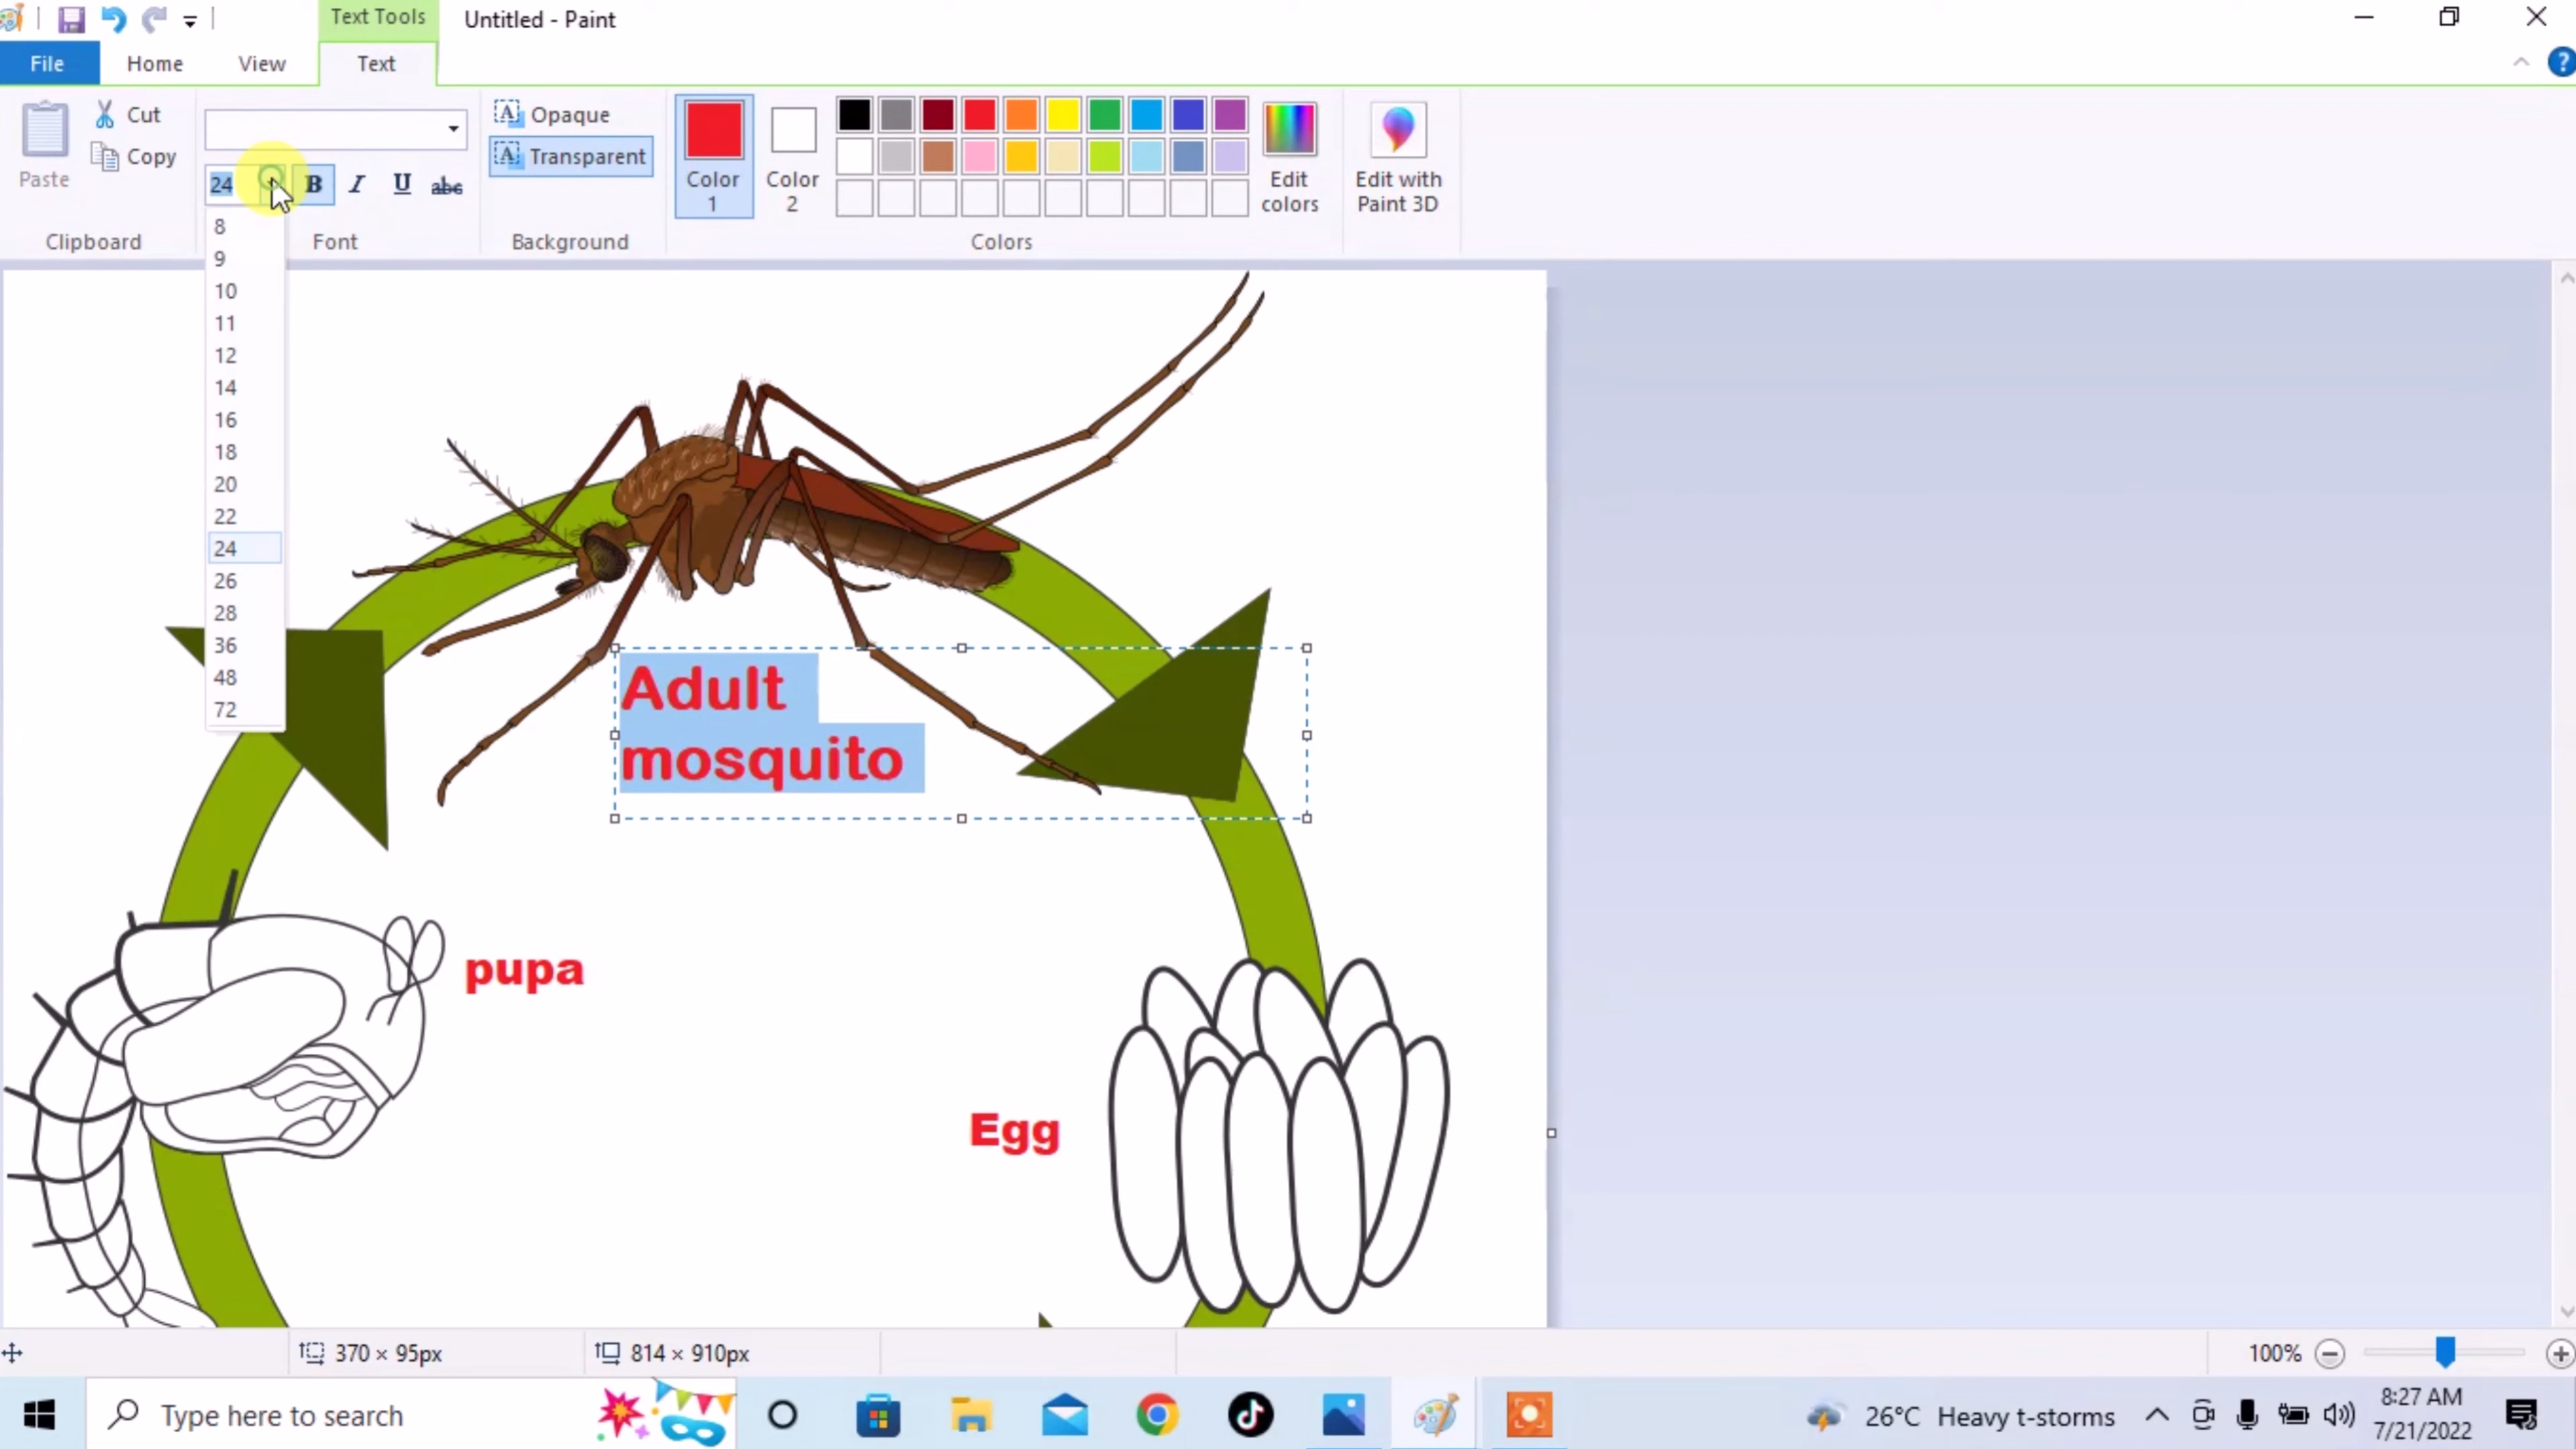 Text Tools
Untitled - Paint
File
Home
View
Text
Paste
Cut
Copy
Clipboard
24
B
I
U
abc
Font
A Opaque
A Transparent
Background
Color 1
Color 2
Colors
Edit colors
Edit with Paint 3D
?
8
9
10
11
12
14
16
18
20
22
24
26
28
36
48
72
Adult
mosquito
pupa
Egg
370 × 95px
814 × 910px
100%
Type here to search
26°C Heavy t-storms
8:27 AM
7/21/2022